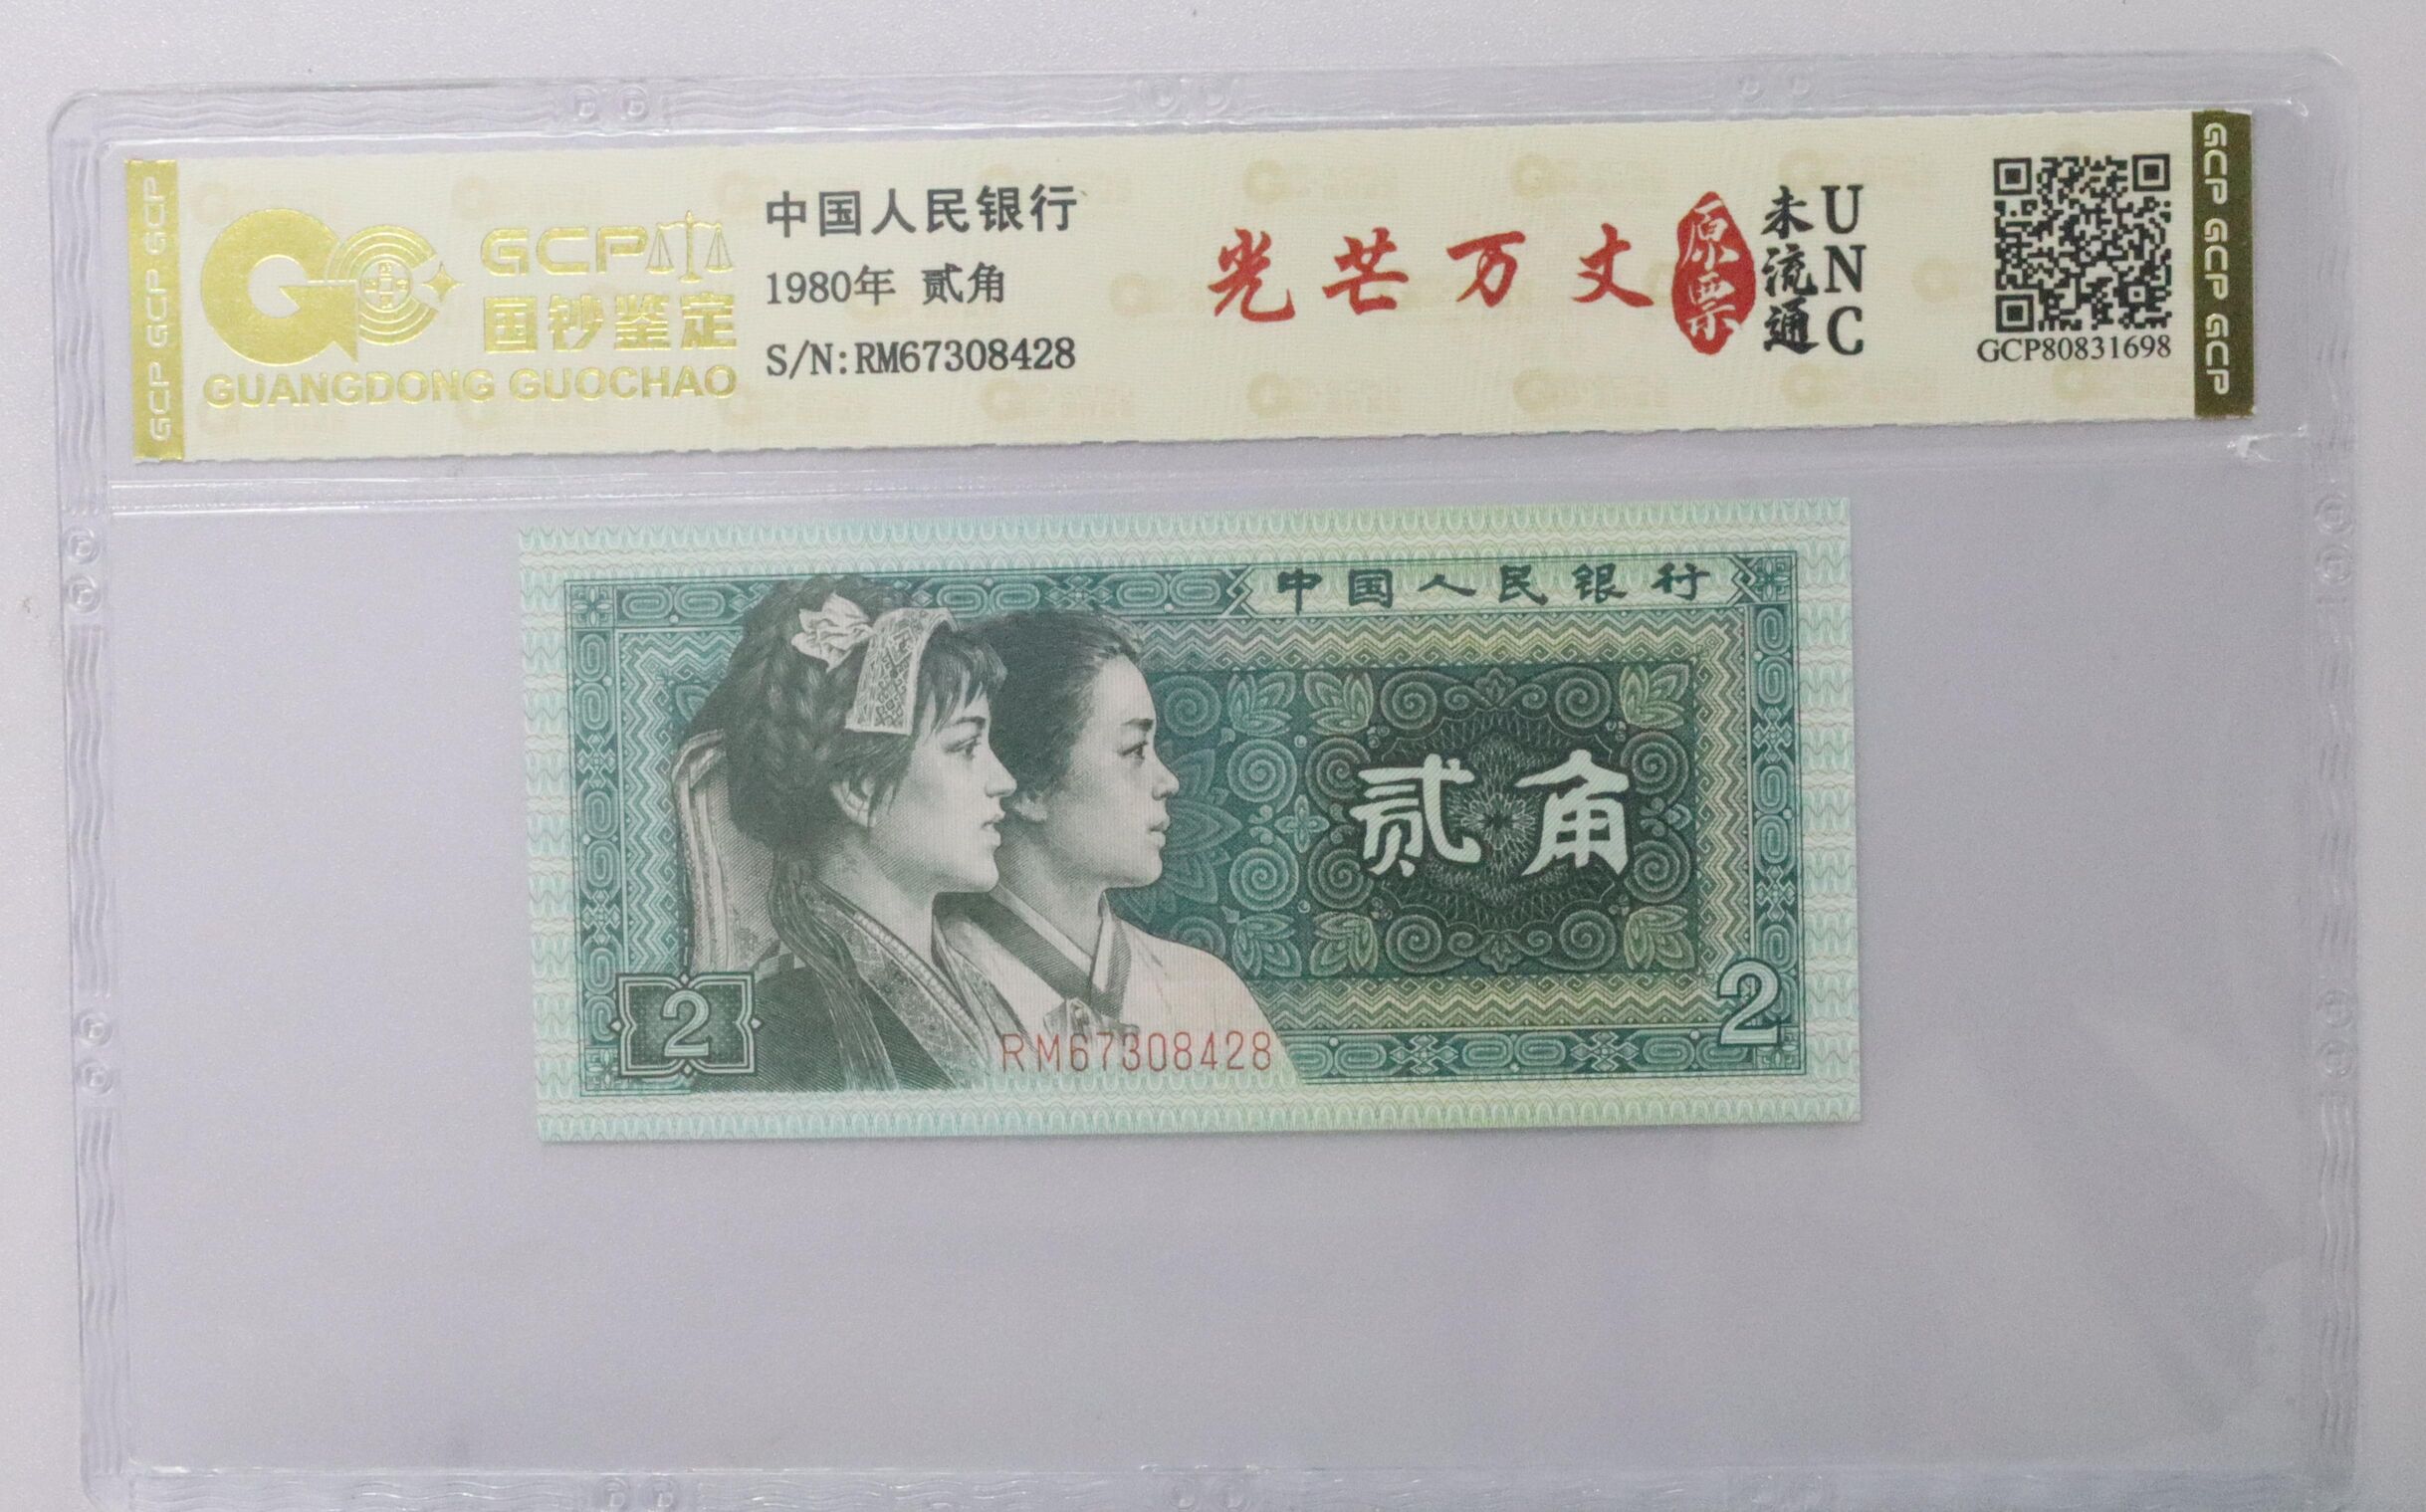 GCP GCP GCP
GCP
国钞鉴定
GUANGDONG GUOCHAO
中国人民银行
1980年 贰角
S/N:RM67308428
光芒万丈
原票
未流通
UNC
GCP80831698
GCP GCP GCP GCP
中国人民银行
贰角
2
2
RM67308428